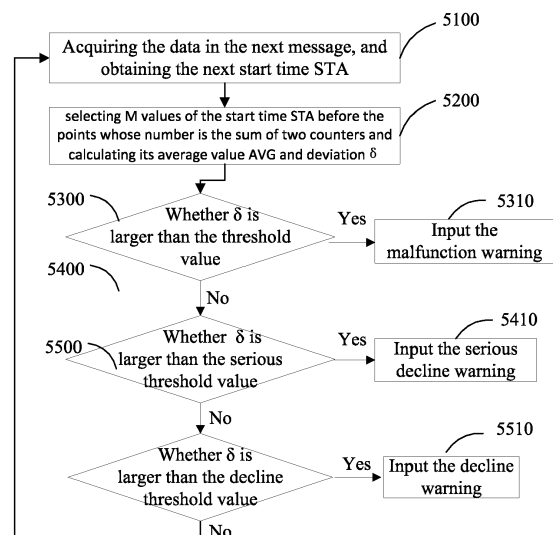 5100
Acquiring the data in the next message, and
obtaining the next start time STA
5200
selecting M values of the start time STA before the
points whose number is the sum of two counters and
calculating its average value AVG and deviation δ
5300
Whether δ is
larger than the threshold
value
Yes
5310
Input the
malfunction warning
5400
No
5500
Whether δ is
larger than the serious
threshold value
Yes
5410
Input the serious
decline warning
No
Whether δ is
larger than the decline
threshold value
Yes
5510
Input the decline
warning
No